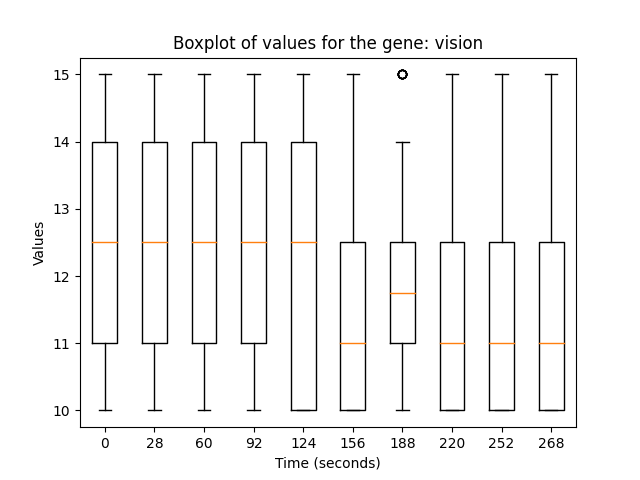 Boxplot of values for the gene: vision
15
14
13
12
11
10
Values
0 28 60 92 124 156 188 220 252 268
Time (seconds)